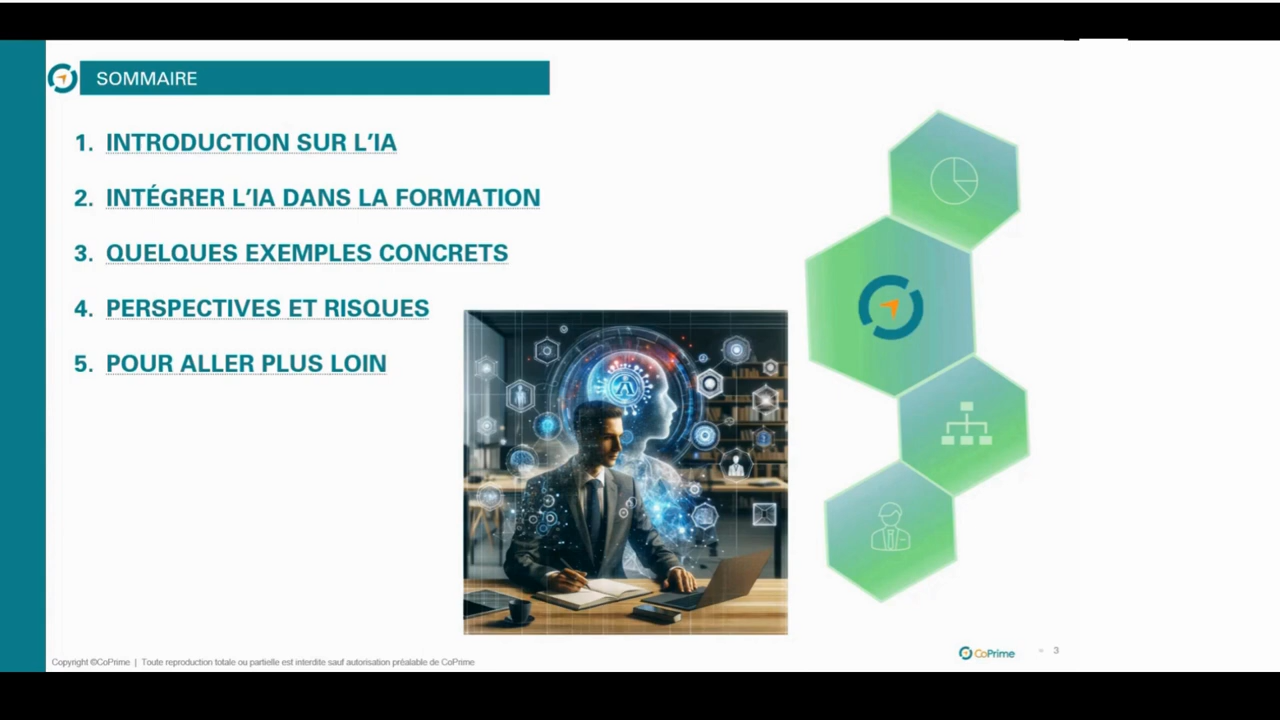 SOMMAIRE
1. INTRODUCTION SUR L’IA
2. INTÉGRER L’IA DANS LA FORMATION
3. QUELQUES EXEMPLES CONCRETS
4. PERSPECTIVES ET RISQUES
5. POUR ALLER PLUS LOIN
Copyright ©CoPrime | Toute reproduction totale ou partielle est interdite sauf autorisation préalable de CoPrime
CoPrime
3